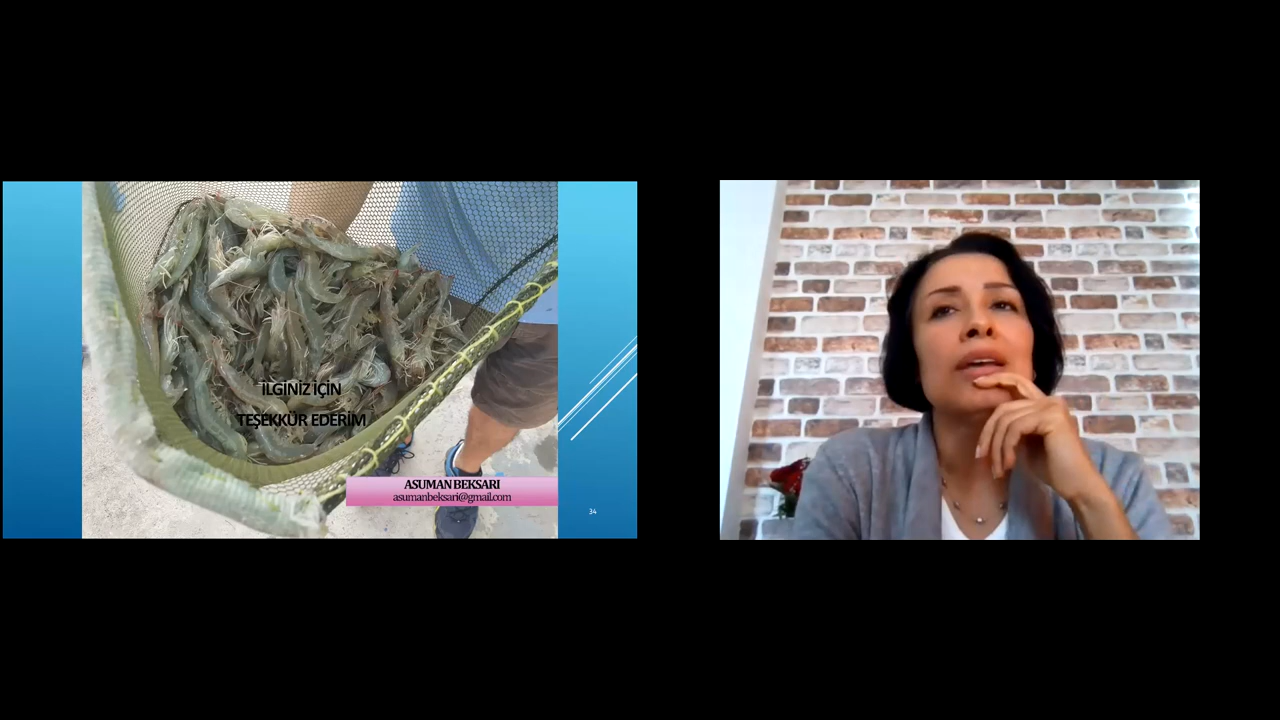 İLGİNİZ İÇİN
TEŞEKKÜR EDERİM
ASUMAN BEKSARI
asumanbeksari@gmail.com
34